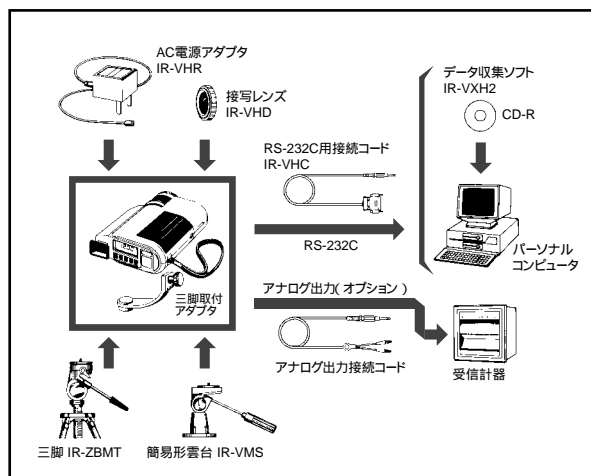 AC電源アダプタ
IR-VHR
接写レンズ
IR-VHD
データ収集ソフト
IR-VXH2
CD-R
RS-232C用接続コード
IR-VHC
RS-232C
パーソナル
コンピュータ
三脚取付
アダプタ
アナログ出力(オプション)
アナログ出力接続コード
受信計器
三脚 IR-ZBMT
簡易形雲台 IR-VMS